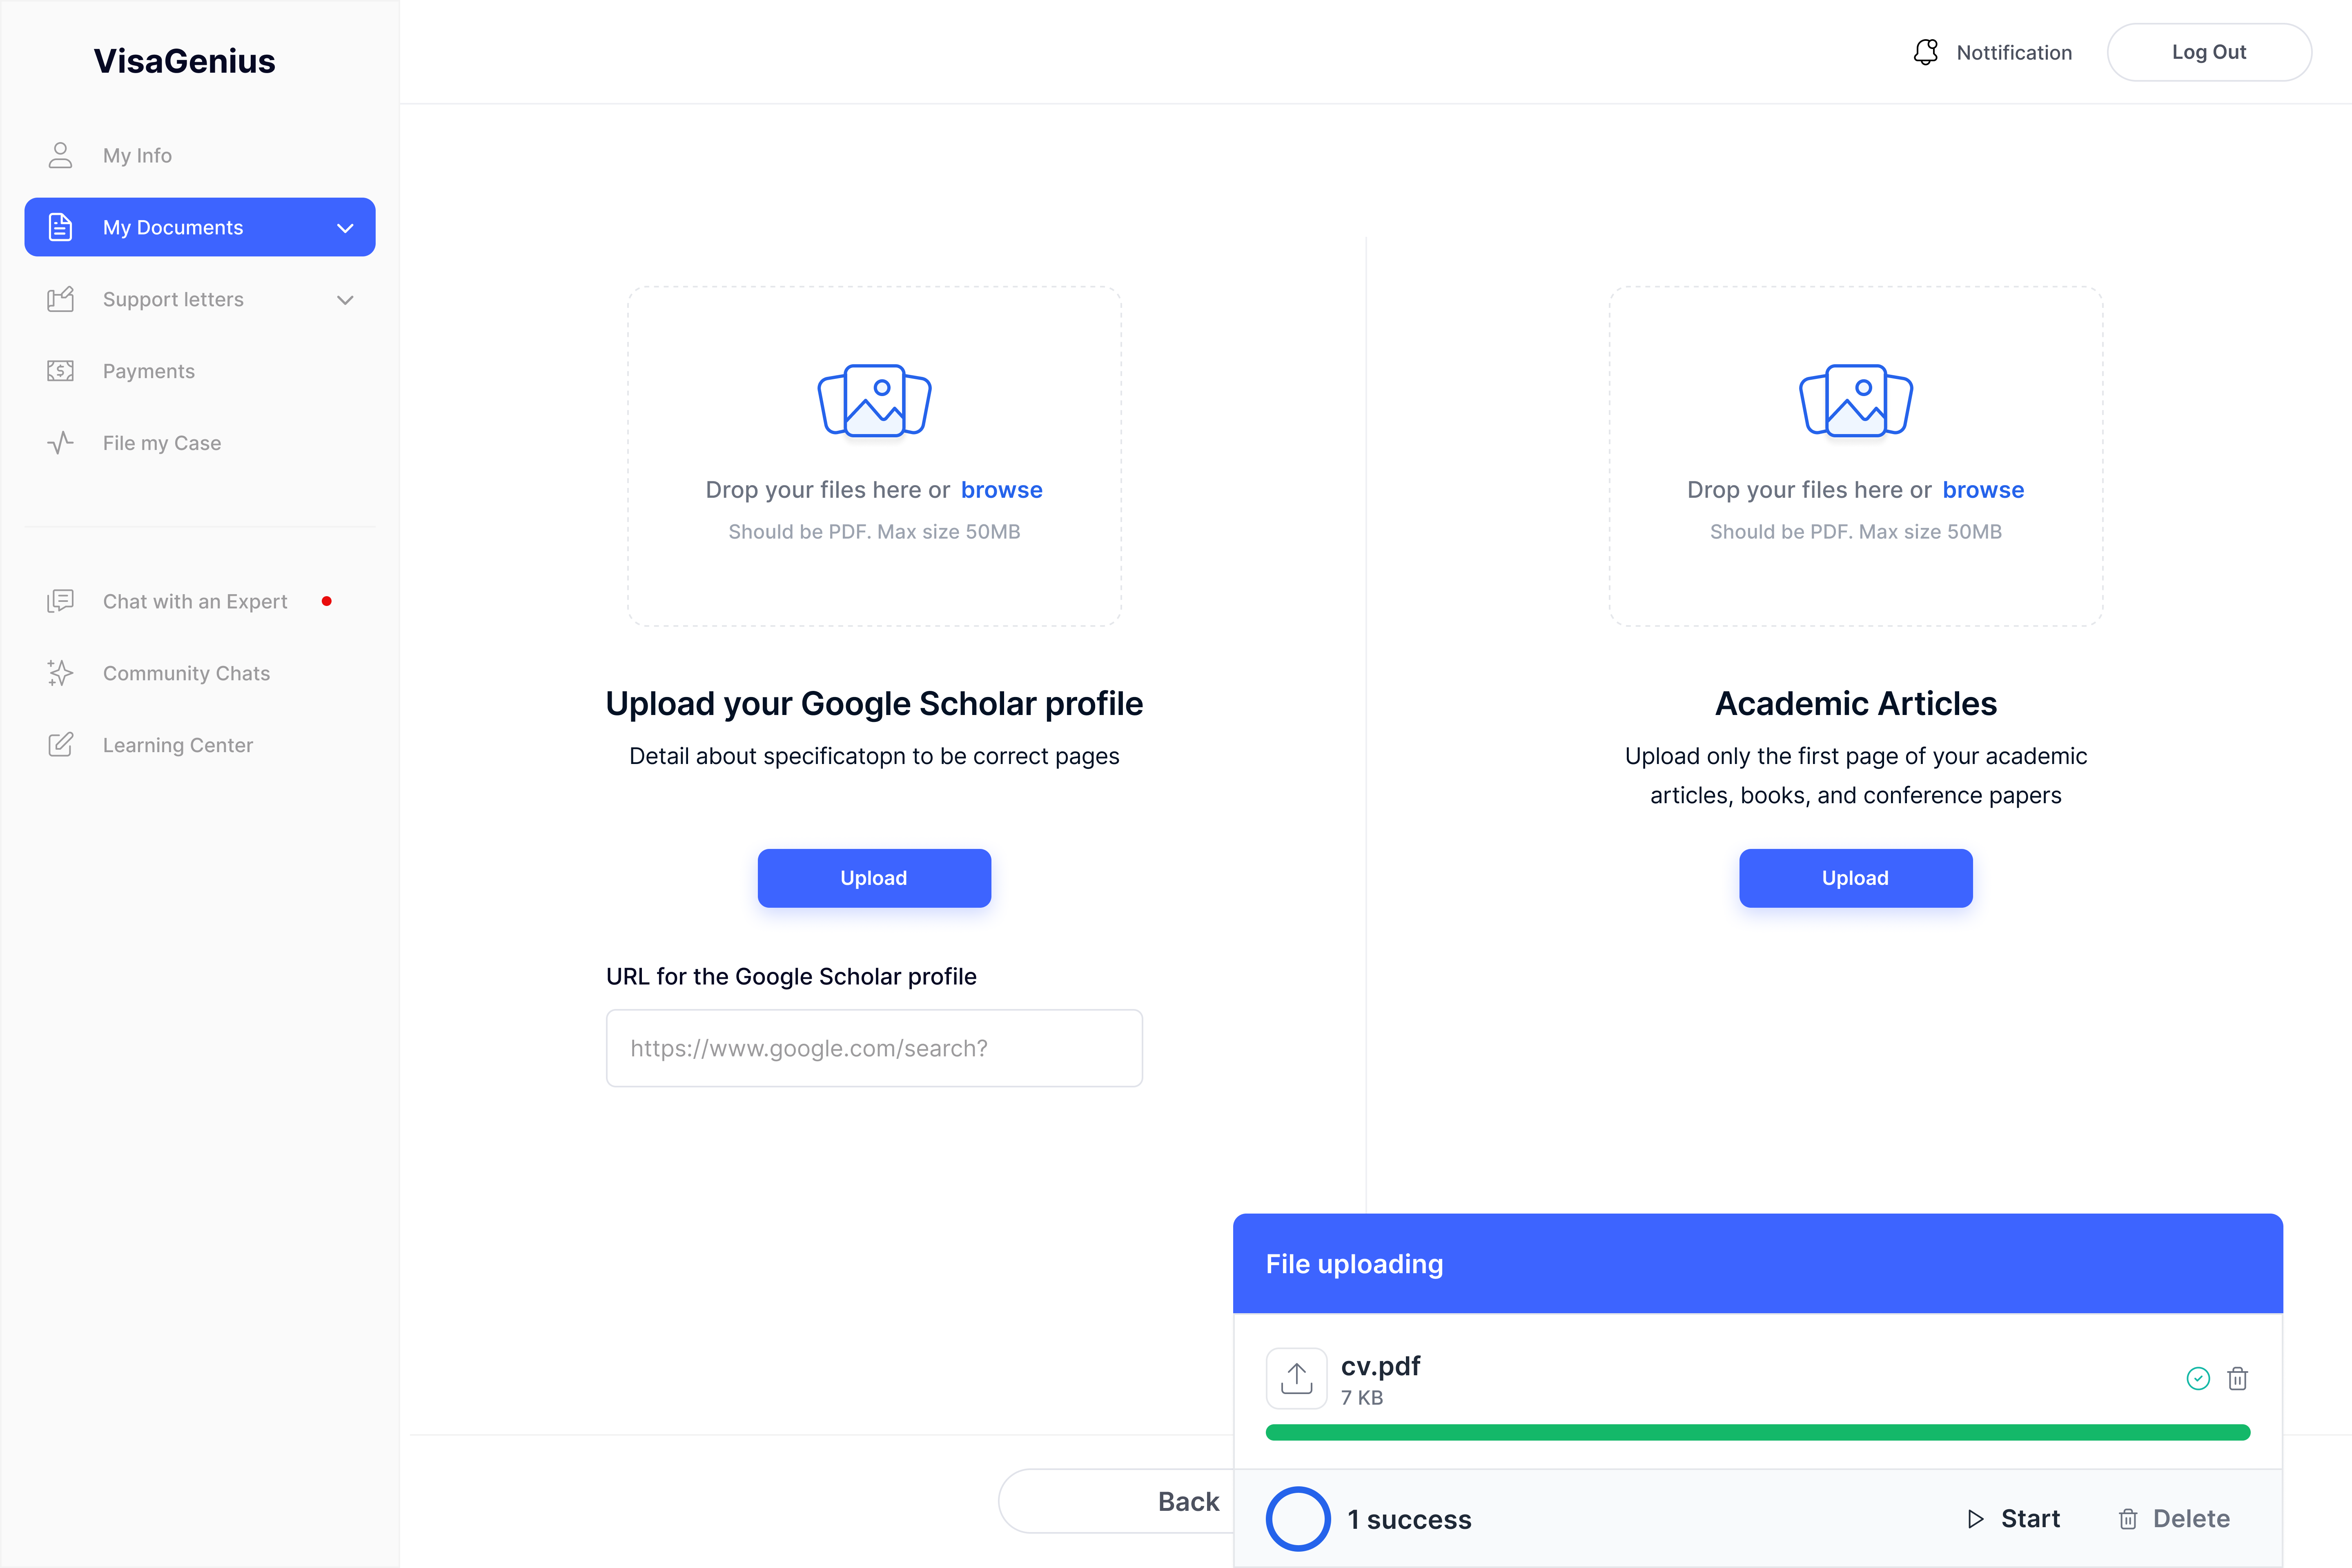 VisaGenius
Nottification
Log Out
My Info
My Documents
Support letters
Payments
File my Case
Chat with an Expert
Community Chats
Learning Center
Drop your files here or browse
Should be PDF. Max size 50MB
Upload your Google Scholar profile
Detail about specificatopn to be correct pages
Upload
URL for the Google Scholar profile
https://www.google.com/search?
Drop your files here or browse
Should be PDF. Max size 50MB
Academic Articles
Upload only the first page of your academic
articles, books, and conference papers
Upload
Back
File uploading
cv.pdf
7 KB
1 success
Start
Delete